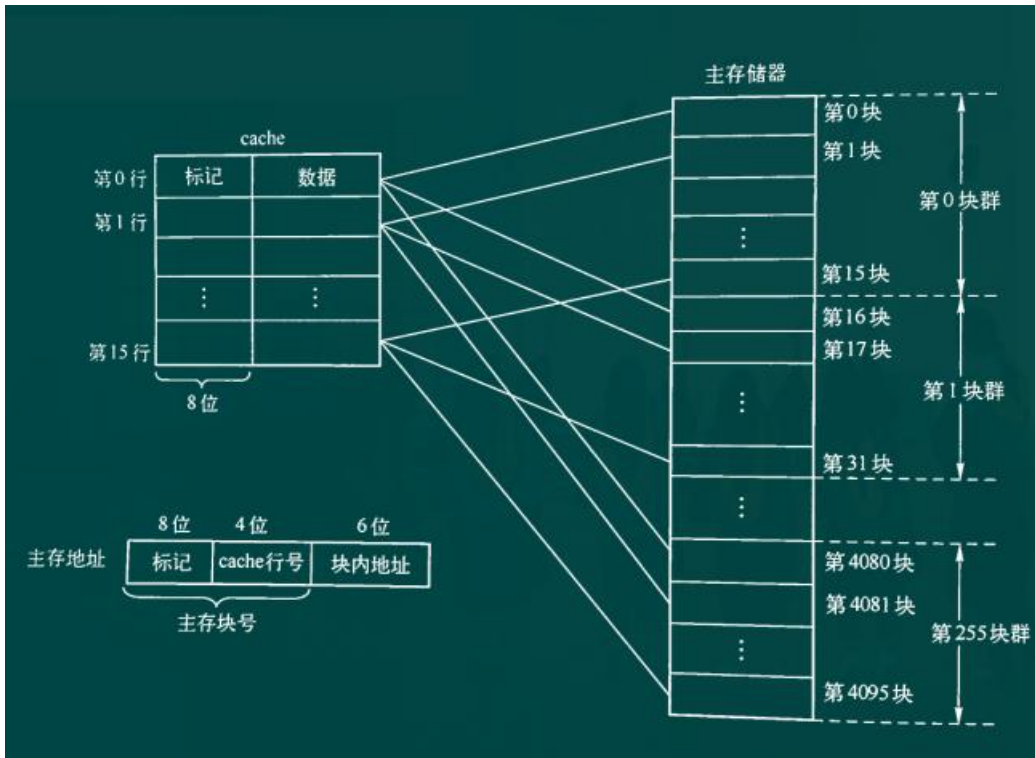 主存储器
第0块
第1块
第0块群
⋮
第15块
第16块
第17块
第1块群
⋮
第31块
⋮
第4080块
第4081块
第255块群
⋮
第4095块
cache
第0行 标记 数据
第1行
⋮ ⋮
第15行
8位
8位 4位 6位
主存地址 标记 cache行号 块内地址
主存块号